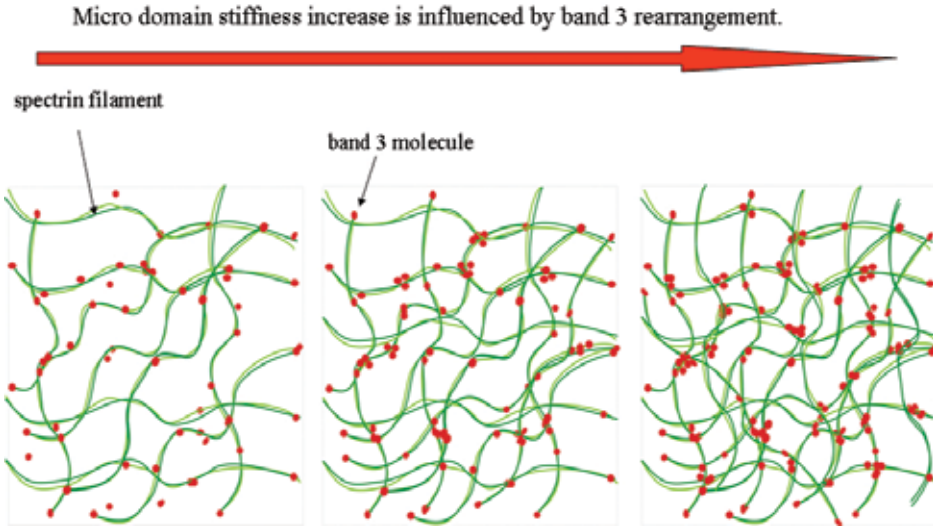 Micro domain stiffness increase is influenced by band 3 rearrangement.
spectrin filament
band 3 molecule